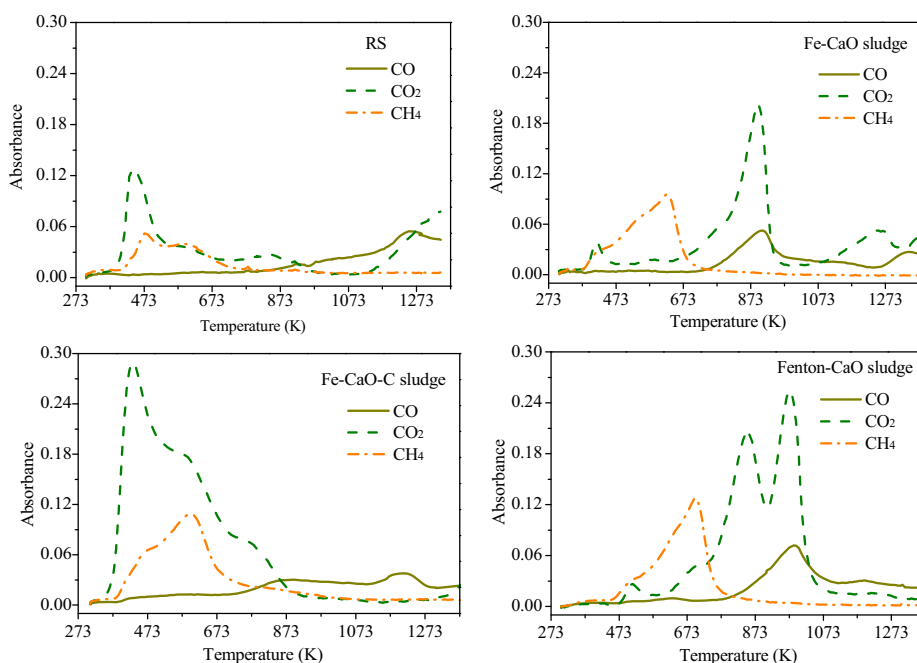 0.30
0.24
0.18
0.12
0.06
0.00
Absorbance
RS
CO
CO2
CH4
273 473 673 873 1073 1273
Temperature (K)
0.30
0.24
0.18
0.12
0.06
0.00
Absorbance
Fe-CaO sludge
CO
CO2
CH4
273 473 673 873 1073 1273
Temperature (K)
0.30
0.24
0.18
0.12
0.06
0.00
Absorbance
Fe-CaO-C sludge
CO
CO2
CH4
273 473 673 873 1073 1273
Temperature (K)
0.30
0.24
0.18
0.12
0.06
0.00
Absorbance
Fenton-CaO sludge
CO
CO2
CH4
273 473 673 873 1073 1273
Temperature (K)